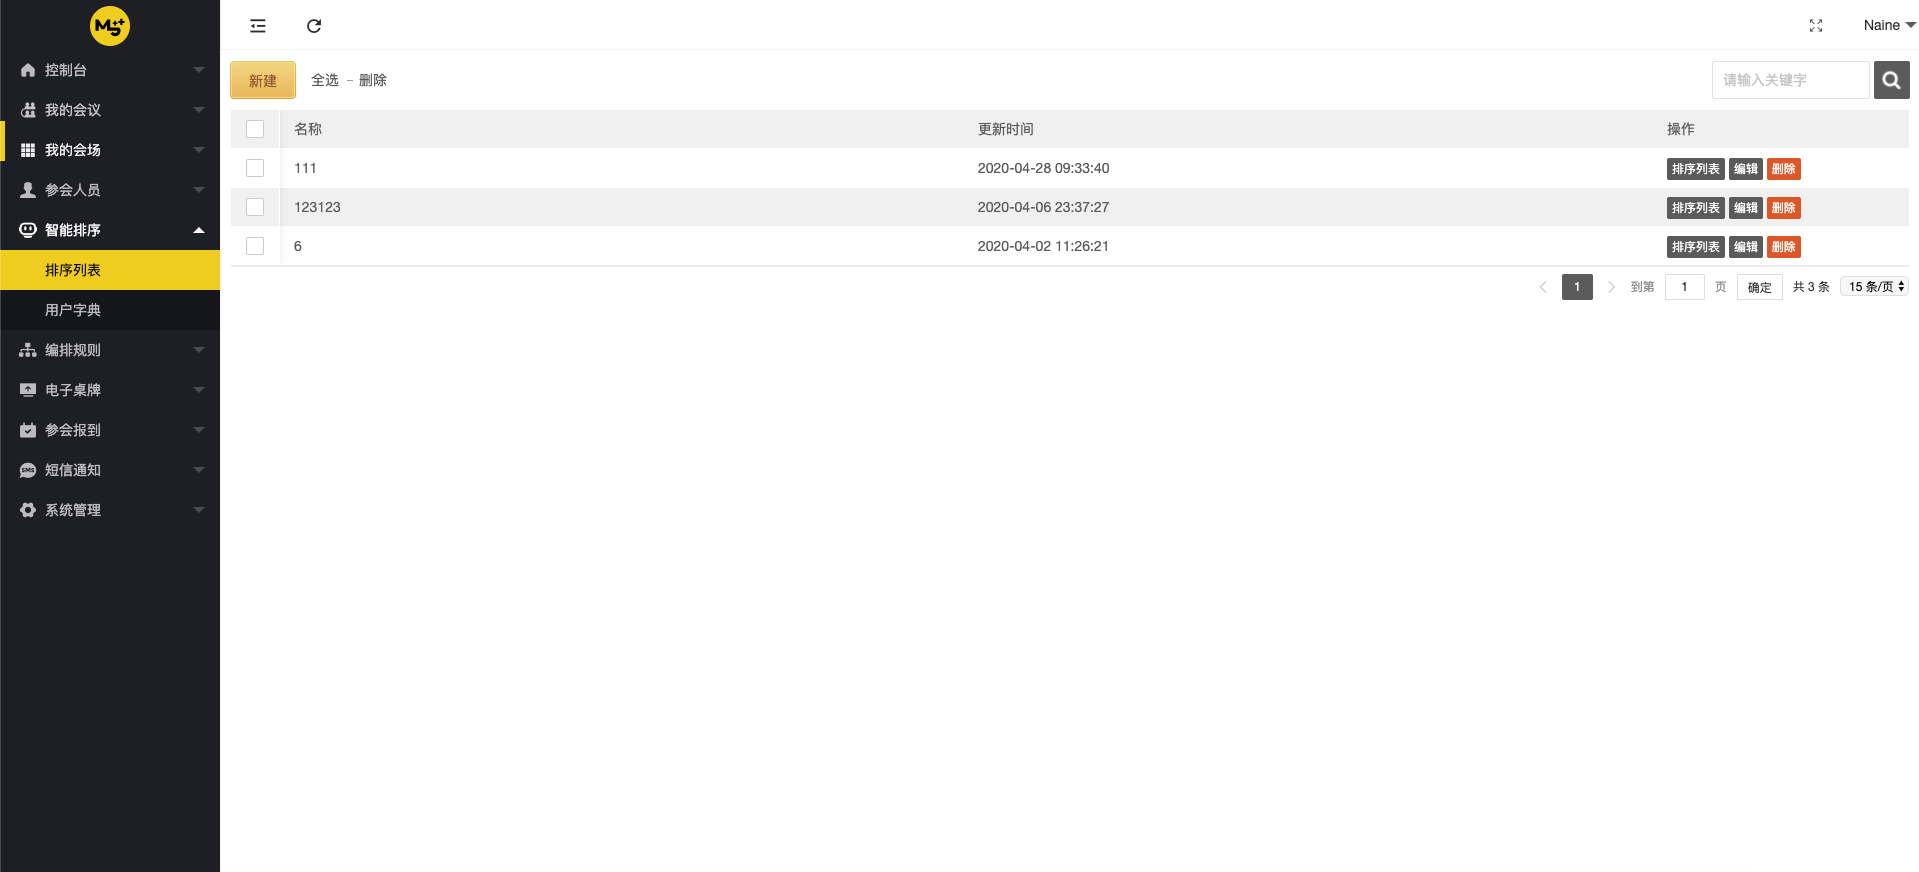 M5++
Naine
控制台
我的会议
我的会场
参会人员
智能排序
排序列表
用户字典
编排规则
电子桌牌
参会报到
SMS 短信通知
系统管理
新建 全选 - 删除 请输入关键字
名称 更新时间 操作
111 2020-04-28 09:33:40 排序列表 编辑 删除
123123 2020-04-06 23:37:27 排序列表 编辑 删除
6 2020-04-02 11:26:21 排序列表 编辑 删除
1 到第 1 页 确定 共 3 条 15 条/页